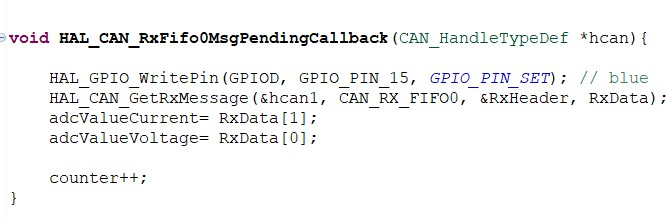 void HAL_CAN_RxFifo0MsgPendingCallback(CAN_HandleTypeDef *hcan){
HAL_GPIO_WritePin(GPIOD, GPIO_PIN_15, GPIO_PIN_SET); // blue
HAL_CAN_GetRxMessage(&hcan1, CAN_RX_FIFO0, &RxHeader, RxData);
adcValueCurrent= RxData[1];
adcValueVoltage= RxData[0];
counter++;
}